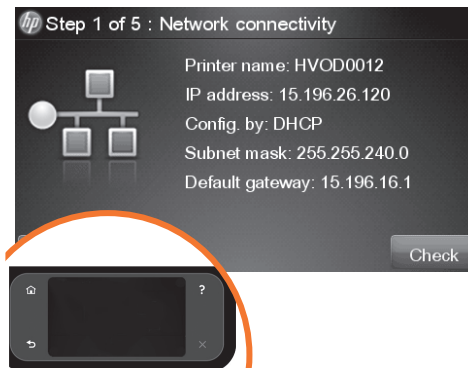 hp Step 1 of 5 : Network connectivity
Printer name: HVOD0012
IP address: 15.196.26.120
Config. by: DHCP
Subnet mask: 255.255.240.0
Default gateway: 15.196.16.1
Check
?